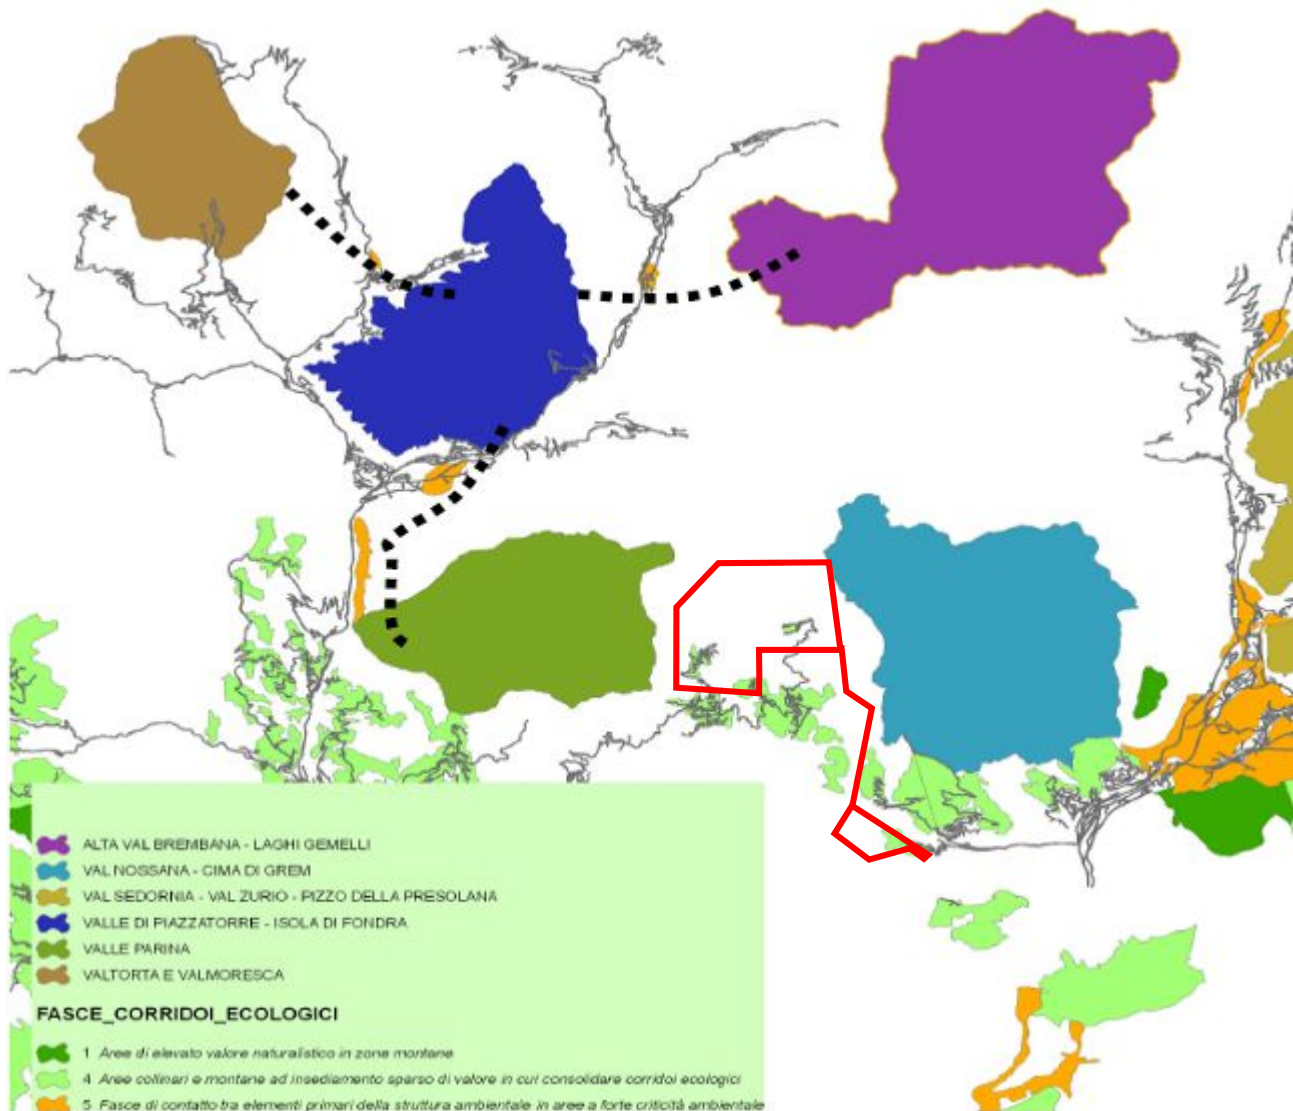 ALTA VAL BREMBANA - LAGHI GEMELLI
VAL NOSSANA - CIMA DI GREM
VAL SEDORNIA - VAL ZURIO - PIZZO DELLA PRESOLANA
VALLE DI PIAZZATORRE - ISOLA DI FONDRA
VALLE PARINA
VALTORTA E VALMORESCA
FASCE_CORRIDOI_ECOLOGICI
1 Aree di elevato valore naturalistico in zone montane
4 Aree collinari e montane ad insediamento sparso di valore in cui consolidare corridoi ecologici
5 Fasce di contatto tra elementi primari della struttura ambientale in aree a forte criticità ambientale